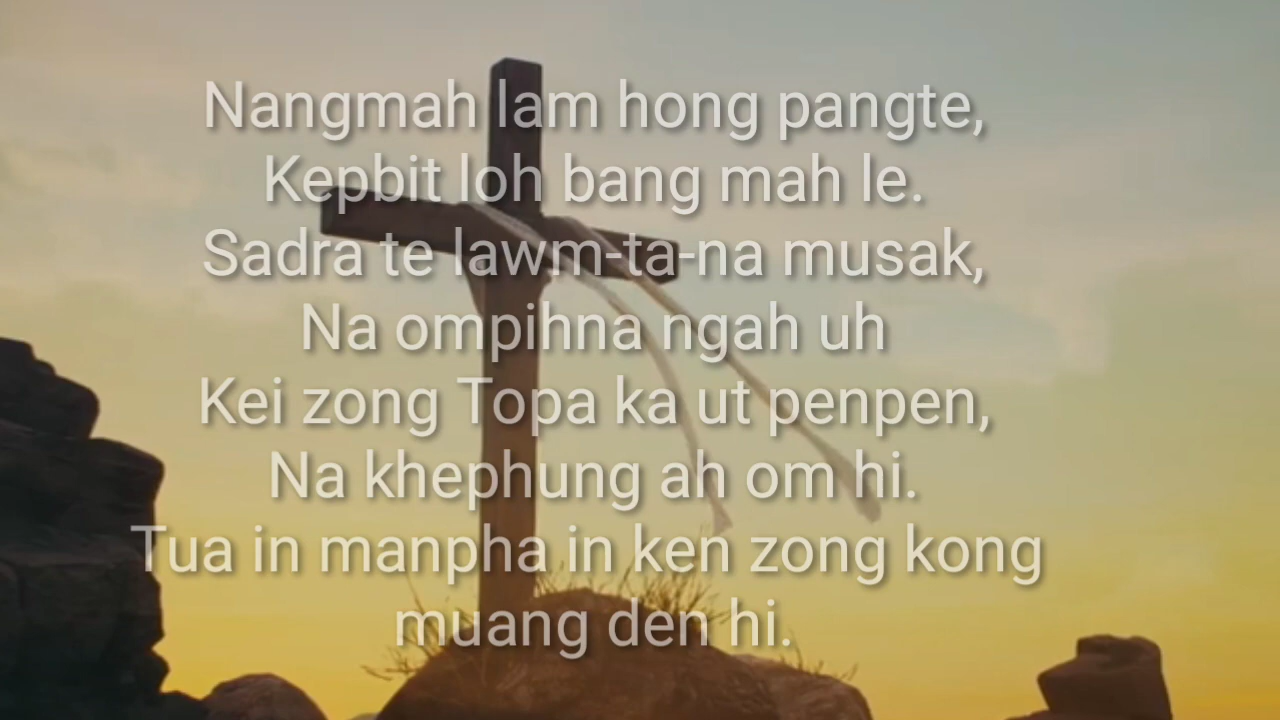 Nangmah lam hong pangte,
Kepbit loh bang mah le.
Sadra te lawm-ta-na musak,
Na ompihna ngah uh
Kei zong Topa ka ut penpen,
Na khephung ah om hi.
Tua in manpha in ken zong kong
muang den hi.